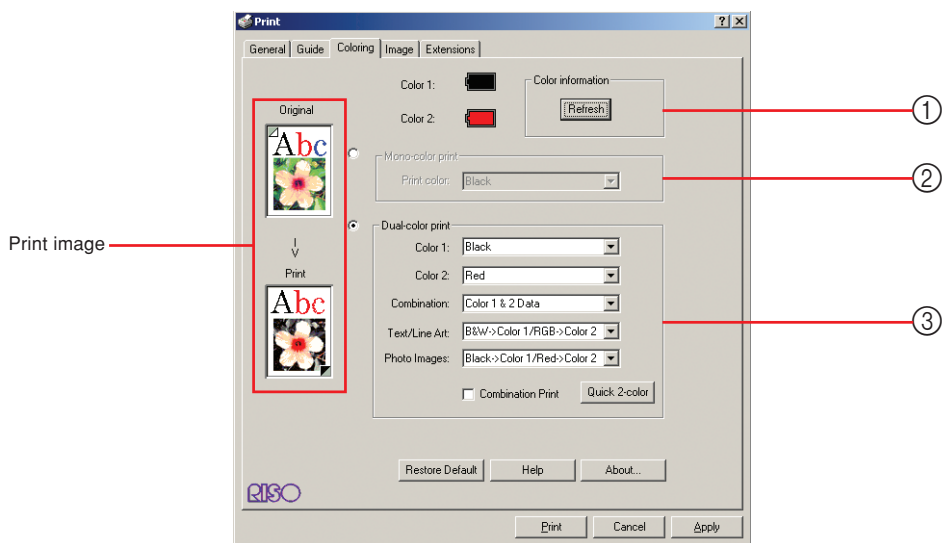 Print
General Guide Coloring Image Extensions
Color 1:
Color 2:
Color information
Refresh
①
Original
Abc
Mono-color print
Print color: Black
②
Print image
Print
Abc
Dual-color print
Color 1: Black
Color 2: Red
Combination: Color 1 & 2 Data
Text/Line Art: B&W->Color 1/RGB->Color 2
Photo Images: Black->Color 1/Red->Color 2
③
Combination Print Quick 2-color
Restore Default Help About...
RISO
Print Cancel Apply